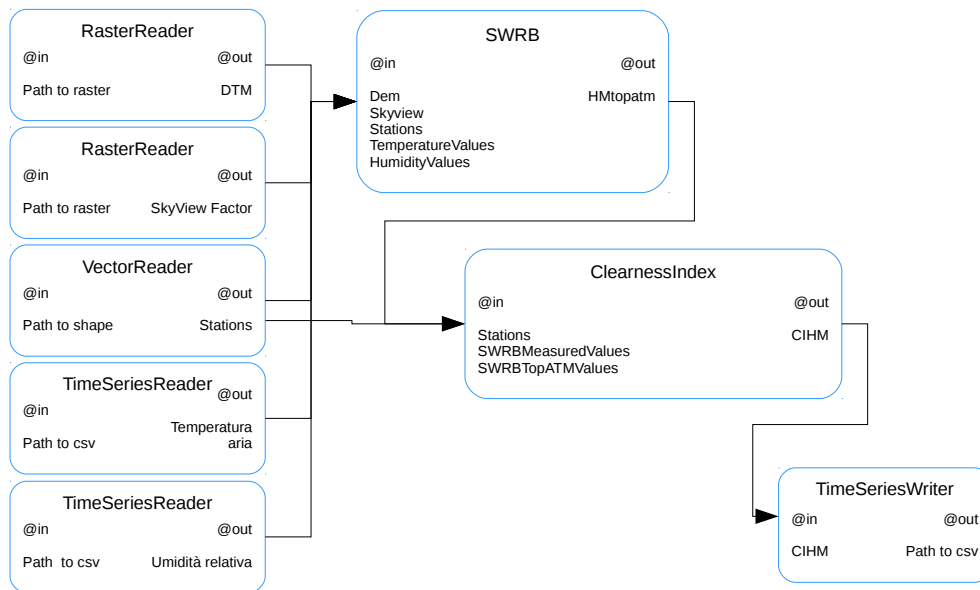 RasterReader
@in @out
Path to raster DTM
RasterReader
@in @out
Path to raster SkyView Factor
VectorReader
@in @out
Path to shape Stations
TimeSeriesReader
@out
@in
Temperatura
Path to csv aria
TimeSeriesReader
@in @out
Path to csv Umidità relativa
SWRB
@in @out
Dem HMtopatm
Skyview
Stations
TemperatureValues
HumidityValues
ClearnessIndex
@in @out
Stations CIHM
SWRBMeasuredValues
SWRBTopATMValues
TimeSeriesWriter
@in @out
CIHM Path to csv